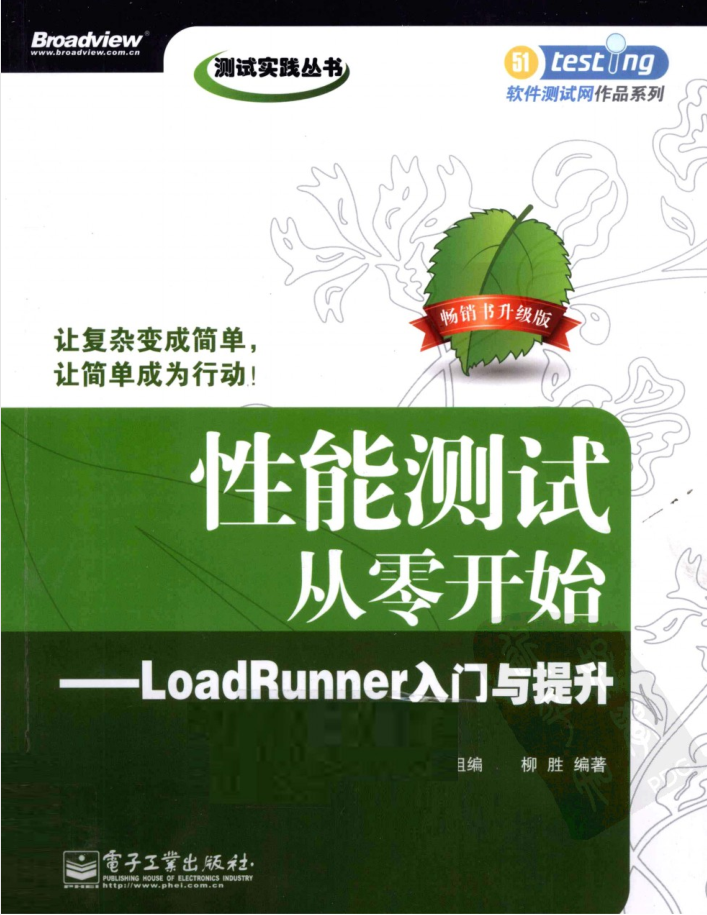 Broadview®
www.broadview.com.cn
测试实践丛书
51 testing
软件测试网作品系列
畅销书升级版
让复杂变成简单，
让简单成为行动！
性能测试
从零开始
——LoadRunner入门与提升
组编 柳 胜 编著
電子工業出版社.
PUBLISHING HOUSE OF ELECTRONICS INDUSTRY
http://www.phei.com.cn